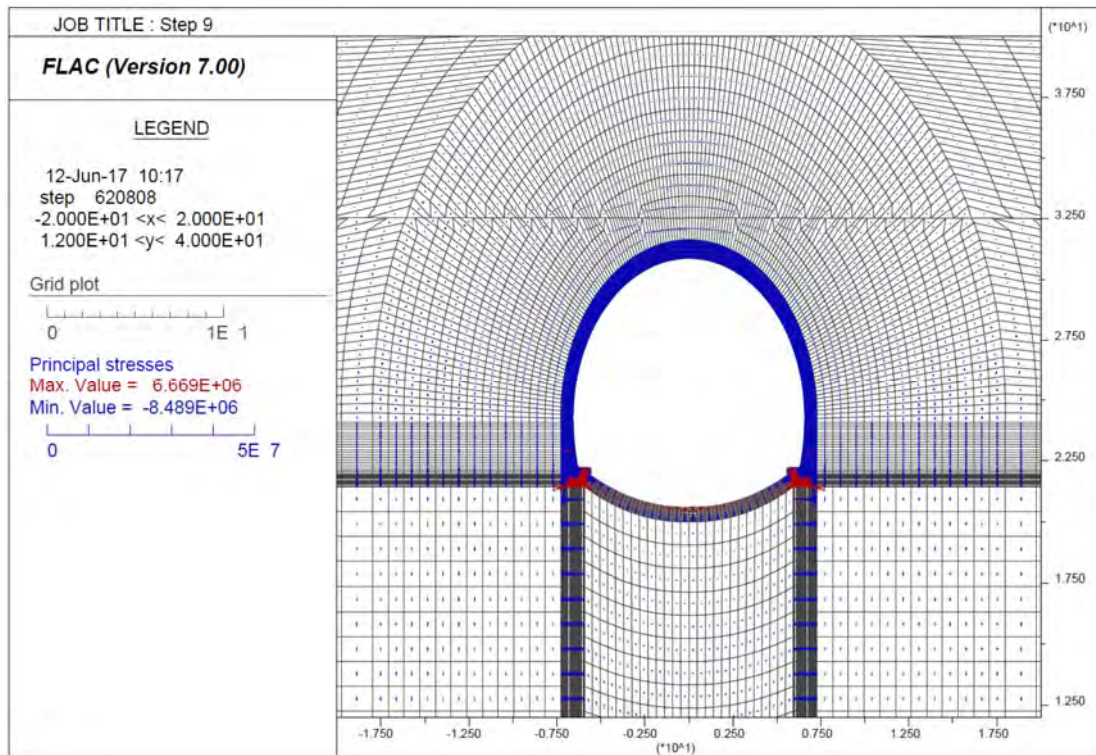 JOB TITLE : Step 9
(*10^1)
FLAC (Version 7.00)
LEGEND
12-Jun-17 10:17
step 620808
-2.000E+01 <x< 2.000E+01
1.200E+01 <y< 4.000E+01
Grid plot
0 1E 1
Principal stresses
Max. Value = 6.669E+06
Min. Value = -8.489E+06
0 5E 7
3.750
3.250
2.750
2.250
1.750
1.250
-1.750 -1.250 -0.750 -0.250 0.250 0.750 1.250 1.750
(*10^1)